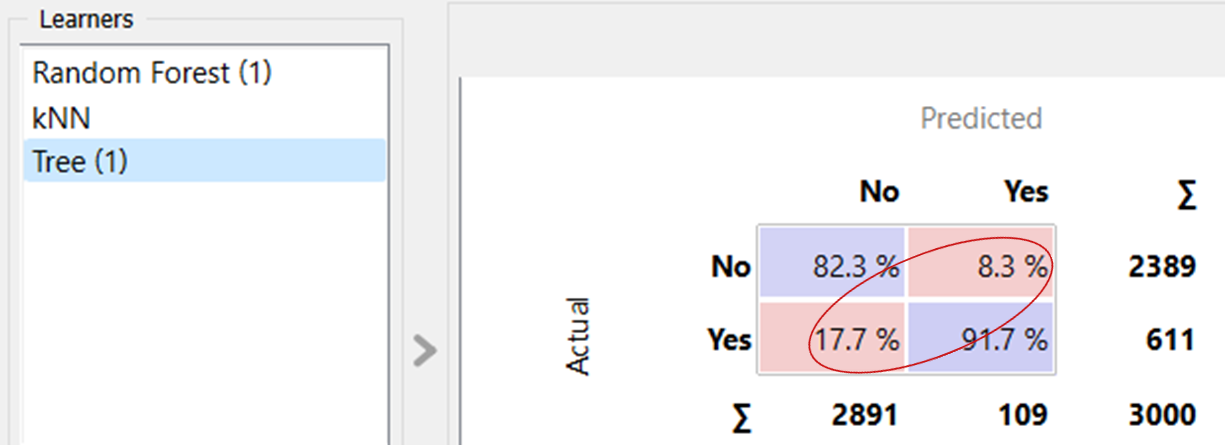 Learners
Random Forest (1)
kNN
Tree (1)
Predicted
No Yes ∑
No 82.3 % 8.3 % 2389
Actual
Yes 17.7 % 91.7 % 611
∑ 2891 109 3000